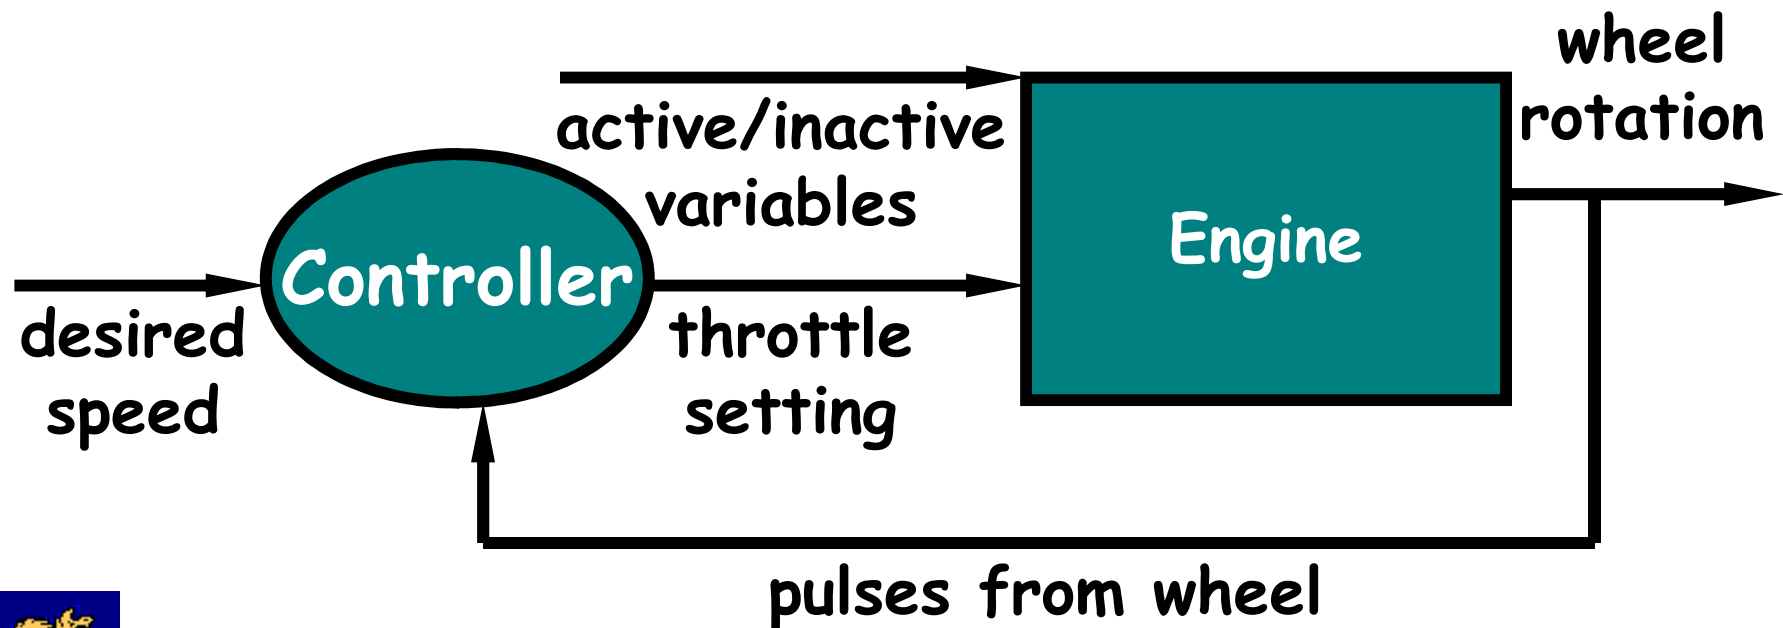 wheel
rotation
active/inactive
variables
Engine
Controller
desired
speed
throttle
setting
pulses from wheel